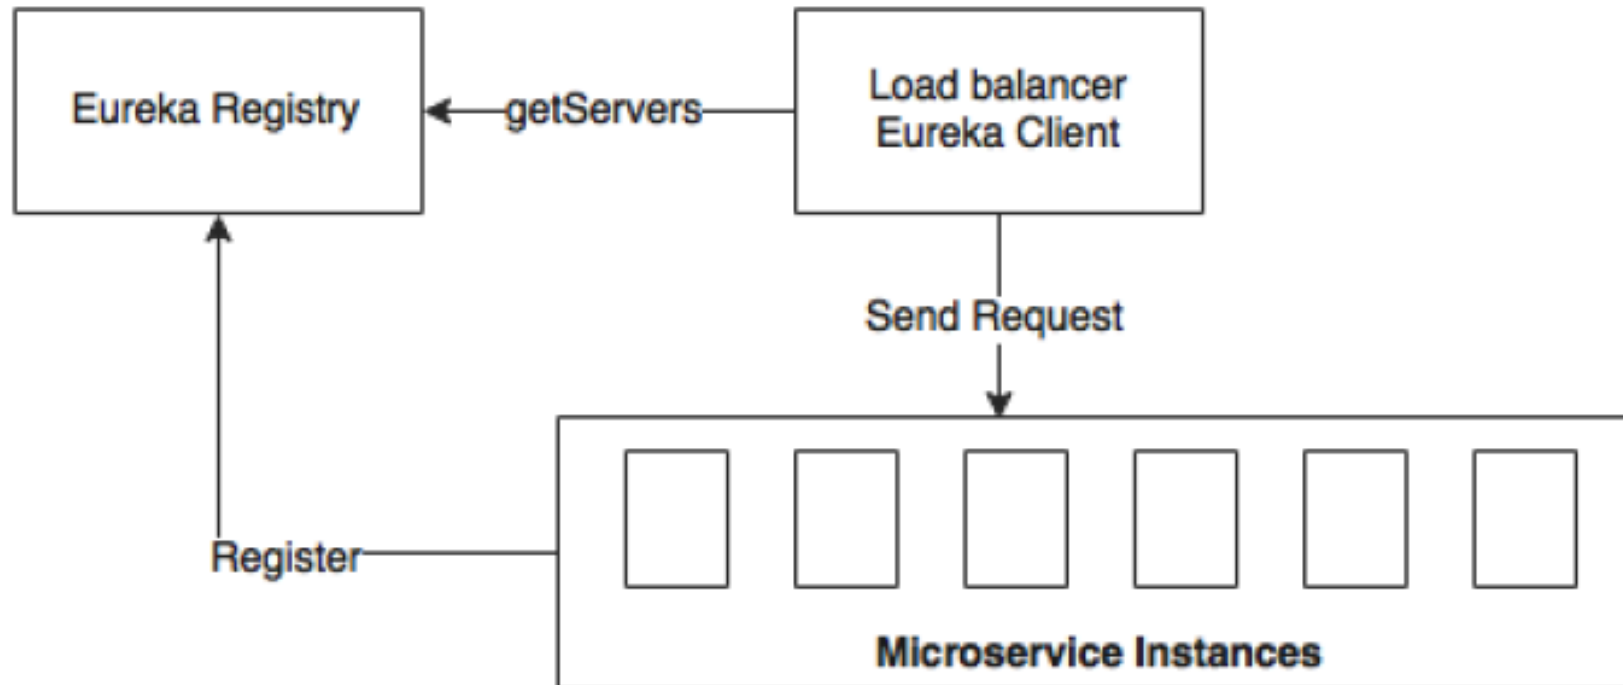 Eureka Registry
getServers
Load balancer
Eureka Client
Send Request
Register
Microservice Instances